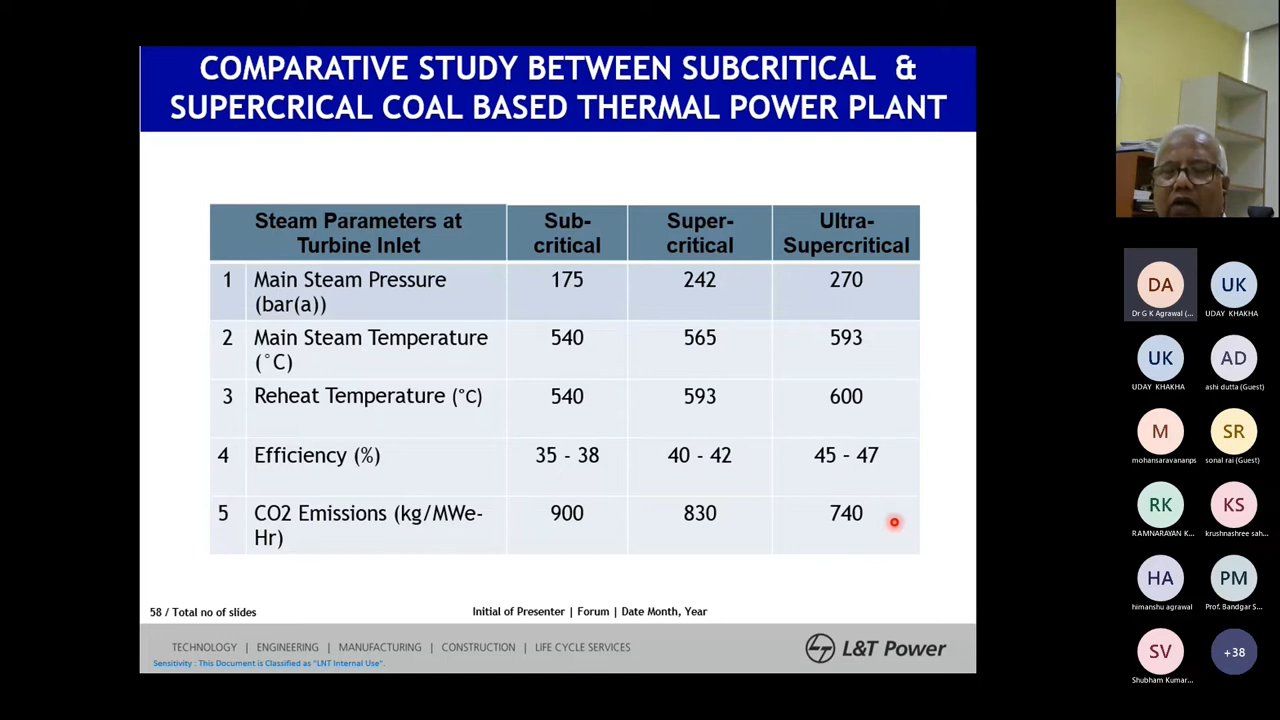 COMPARATIVE STUDY BETWEEN SUBCRITICAL &
SUPERCRICAL COAL BASED THERMAL POWER PLANT
Steam Parameters at
Turbine Inlet
Sub-
critical
Super-
critical
Ultra-
Supercritical
1 Main Steam Pressure
(bar(a))
175 242 270
2 Main Steam Temperature
(°C)
540 565 593
3 Reheat Temperature (°C) 540 593 600
4 Efficiency (%) 35 - 38 40 - 42 45 – 47
5 CO2 Emissions (kg/MWe-
Hr)
900 830 740
58 / Total no of slides
Initial of Presenter | Forum | Date Month, Year
TECHNOLOGY | ENGINEERING | MANUFACTURING | CONSTRUCTION | LIFE CYCLE SERVICES
Sensitivity : This Document is Classified as "LNT Internal Use".
L&T Power
DA
Dr G K Agrawal (...
UK
UDAY KHAKHA
UK
UDAY KHAKHA
AD
ashi dutta (Guest)
M
mohansaravananps
SR
sonal rai (Guest)
RK
RAMNARAYAN K...
KS
krushnashree sah...
HA
himanshu agrawal
PM
Prof. Bandgar S...
SV
Shubham Kumar...
+38